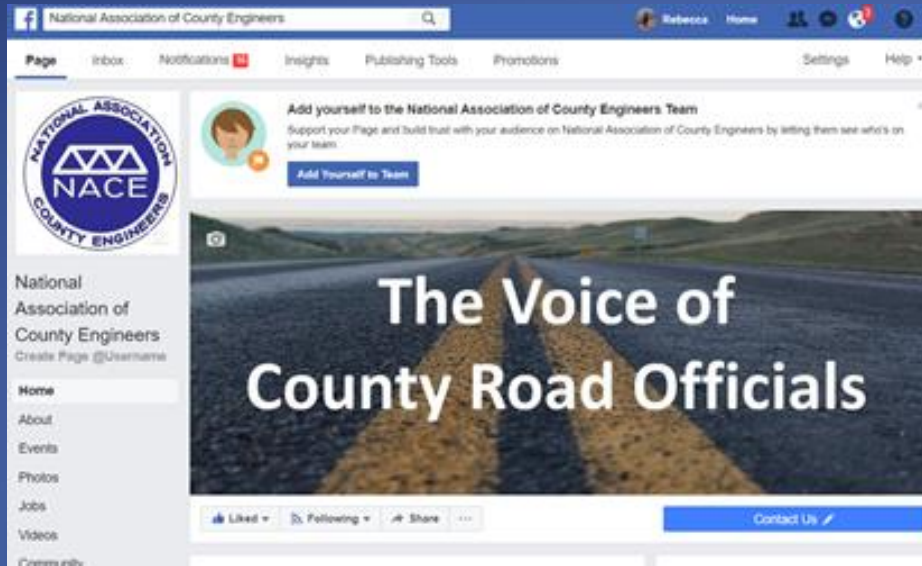 National Association of County Engineers
Rebecca Home
Page Inbox Notifications Insights Publishing Tools Promotions Settings Help
NATIONAL ASSOCIATION
NACE
COUNTY ENGINEERS
Add yourself to the National Association of County Engineers Team
Support your Page and build trust with your audience on National Association of County Engineers by letting them see who's on
your team
Add Yourself to Team
The Voice of
County Road Officials
National
Association of
County Engineers
Create Page @Username
Home
About
Events
Photos
Jobs
Videos
Community
Liked Following Share
Contact Us